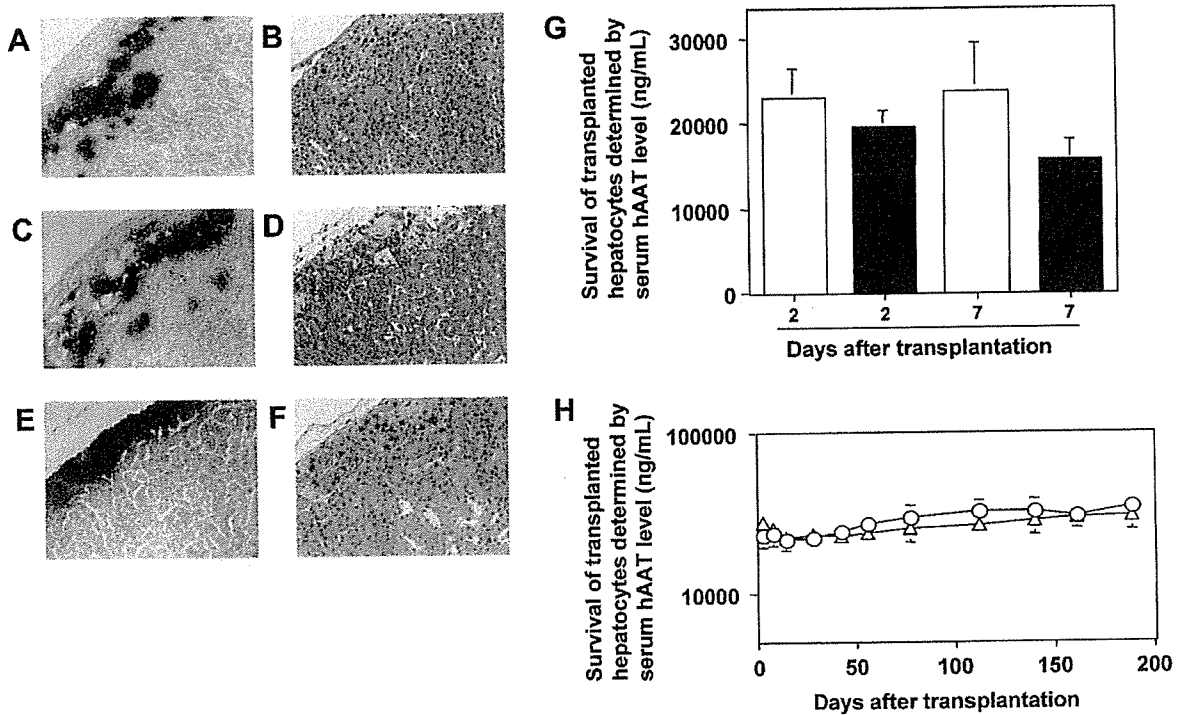 A
B
C
D
E
F
G
Survival of transplanted
hepatocytes determined by
serum hAAT level (ng/mL)
30000
20000
10000
0
2
2
7
7
Days after transplantation
H
Survival of transplanted
hepatocytes determined by
serum hAAT level (ng/mL)
100000
10000
0
50
100
150
200
Days after transplantation